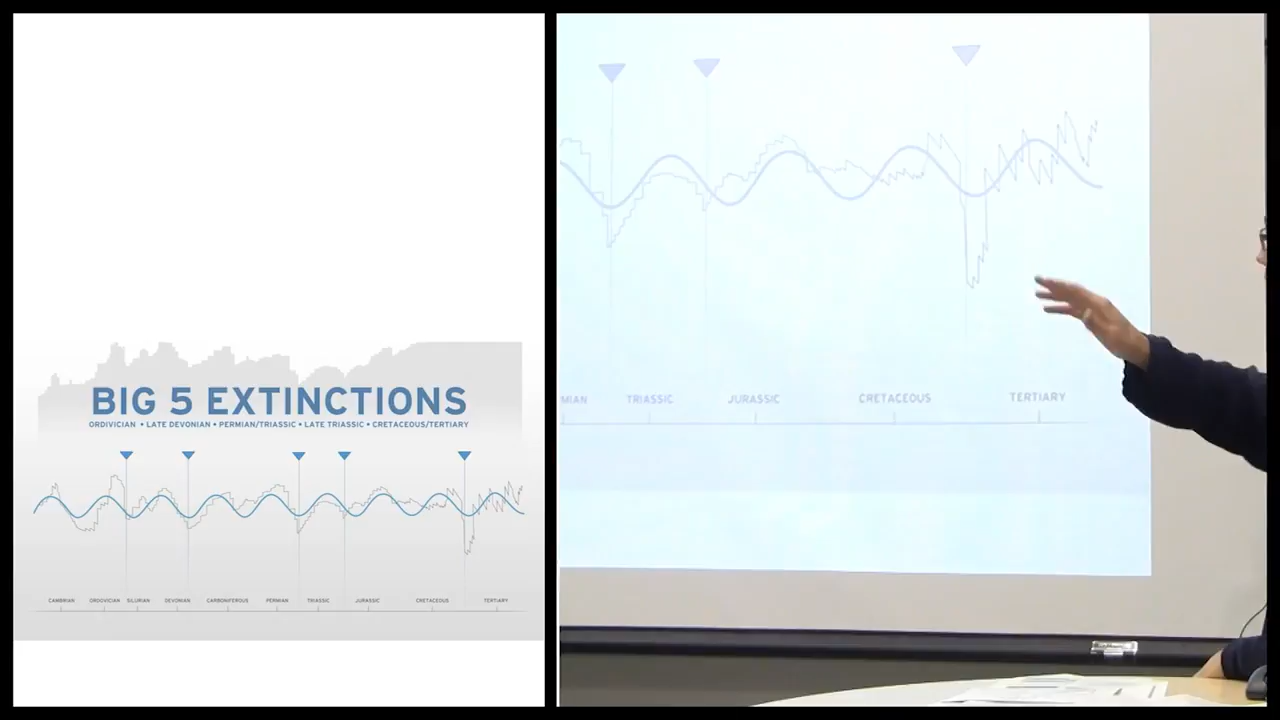 BIG 5 EXTINCTIONS
ORDIVICIAN • LATE DEVONIAN • PERMIAN/TRIASSIC • LATE TRIASSIC • CRETACEOUS/TERTIARY
CAMBRIAN ORDOVICIAN SILURIAN DEVONIAN CARBONIFEROUS PERMIAN TRIASSIC JURASSIC CRETACEOUS TERTIARY
MIAN TRIASSIC JURASSIC CRETACEOUS TERTIARY